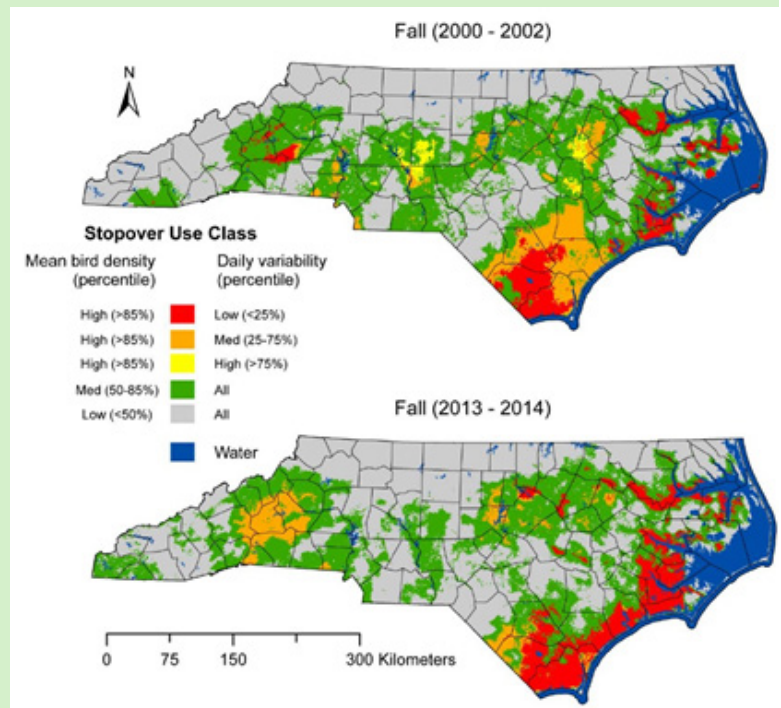 Fall (2000 - 2002)
N
Stopover Use Class
Mean bird density Daily variability
(percentile) (percentile)
High (>85%) Low (<25%)
High (>85%) Med (25-75%)
High (>85%) High (>75%)
Med (50-85%) All
Low (<50%) All
Water
Fall (2013 - 2014)
0 75 150 300 Kilometers